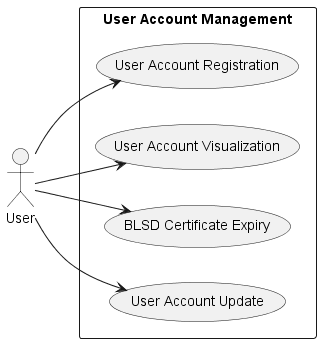 User Account Management
User Account Registration
User Account Visualization
BLSD Certificate Expiry
User Account Update
User